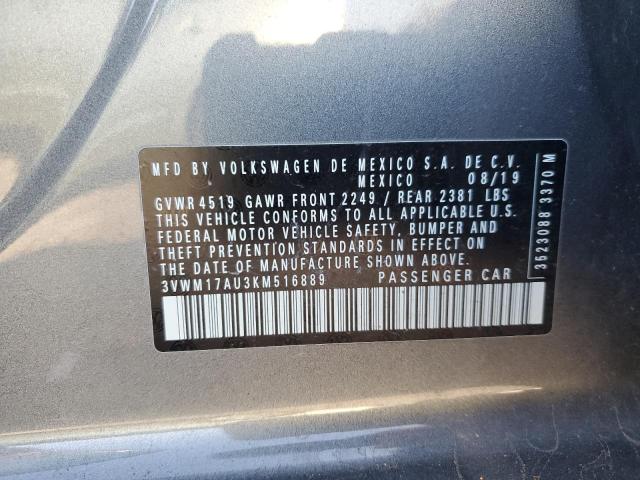 MFD BY VOLKSWAGEN DE MEXICO S.A. DE C.V.
MEXICO 08/19
GVWR 4519 GAWR FRONT 2249 / REAR 2381 LBS
THIS VEHICLE CONFORMS TO ALL APPLICABLE U.S.
FEDERAL MOTOR VEHICLE SAFETY, BUMPER AND
THEFT PREVENTION STANDARDS IN EFFECT ON
THE DATE OF MANUFACTURE SHOWN ABOVE
3VWM17AU3KM516889 PASSENGER CAR
3523088 3370 M